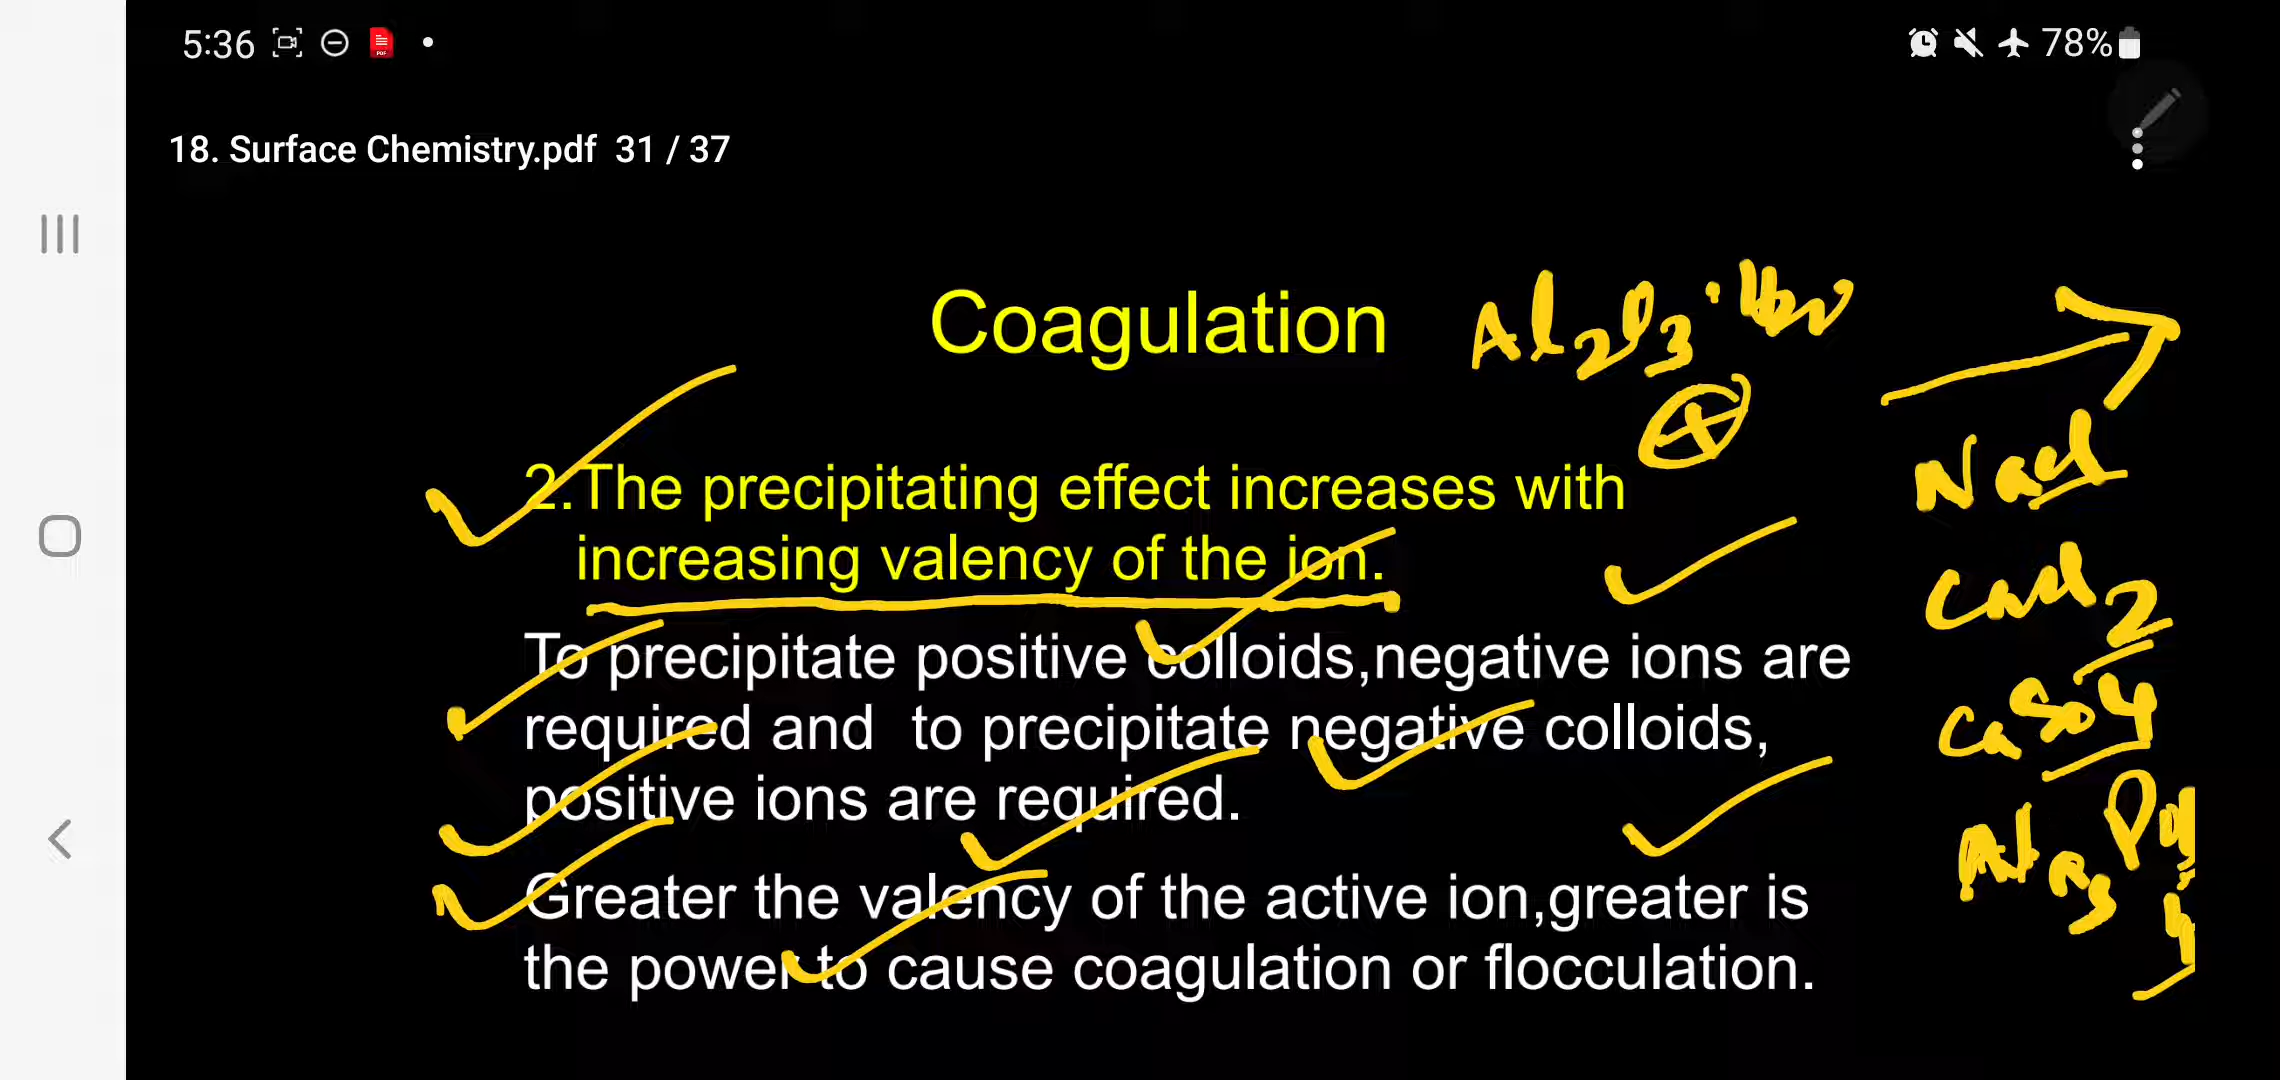 5:36 78%
18. Surface Chemistry.pdf 31 / 37
Coagulation
Al2O3.
+
NaCl
2.The precipitating effect increases with
increasing valency of the ion.
CaCl2
To precipitate positive colloids,negative ions are
required and to precipitate negative colloids,
CaSO4
positive ions are required.
Greater the valency of the active ion,greater is
the power to cause coagulation or flocculation.